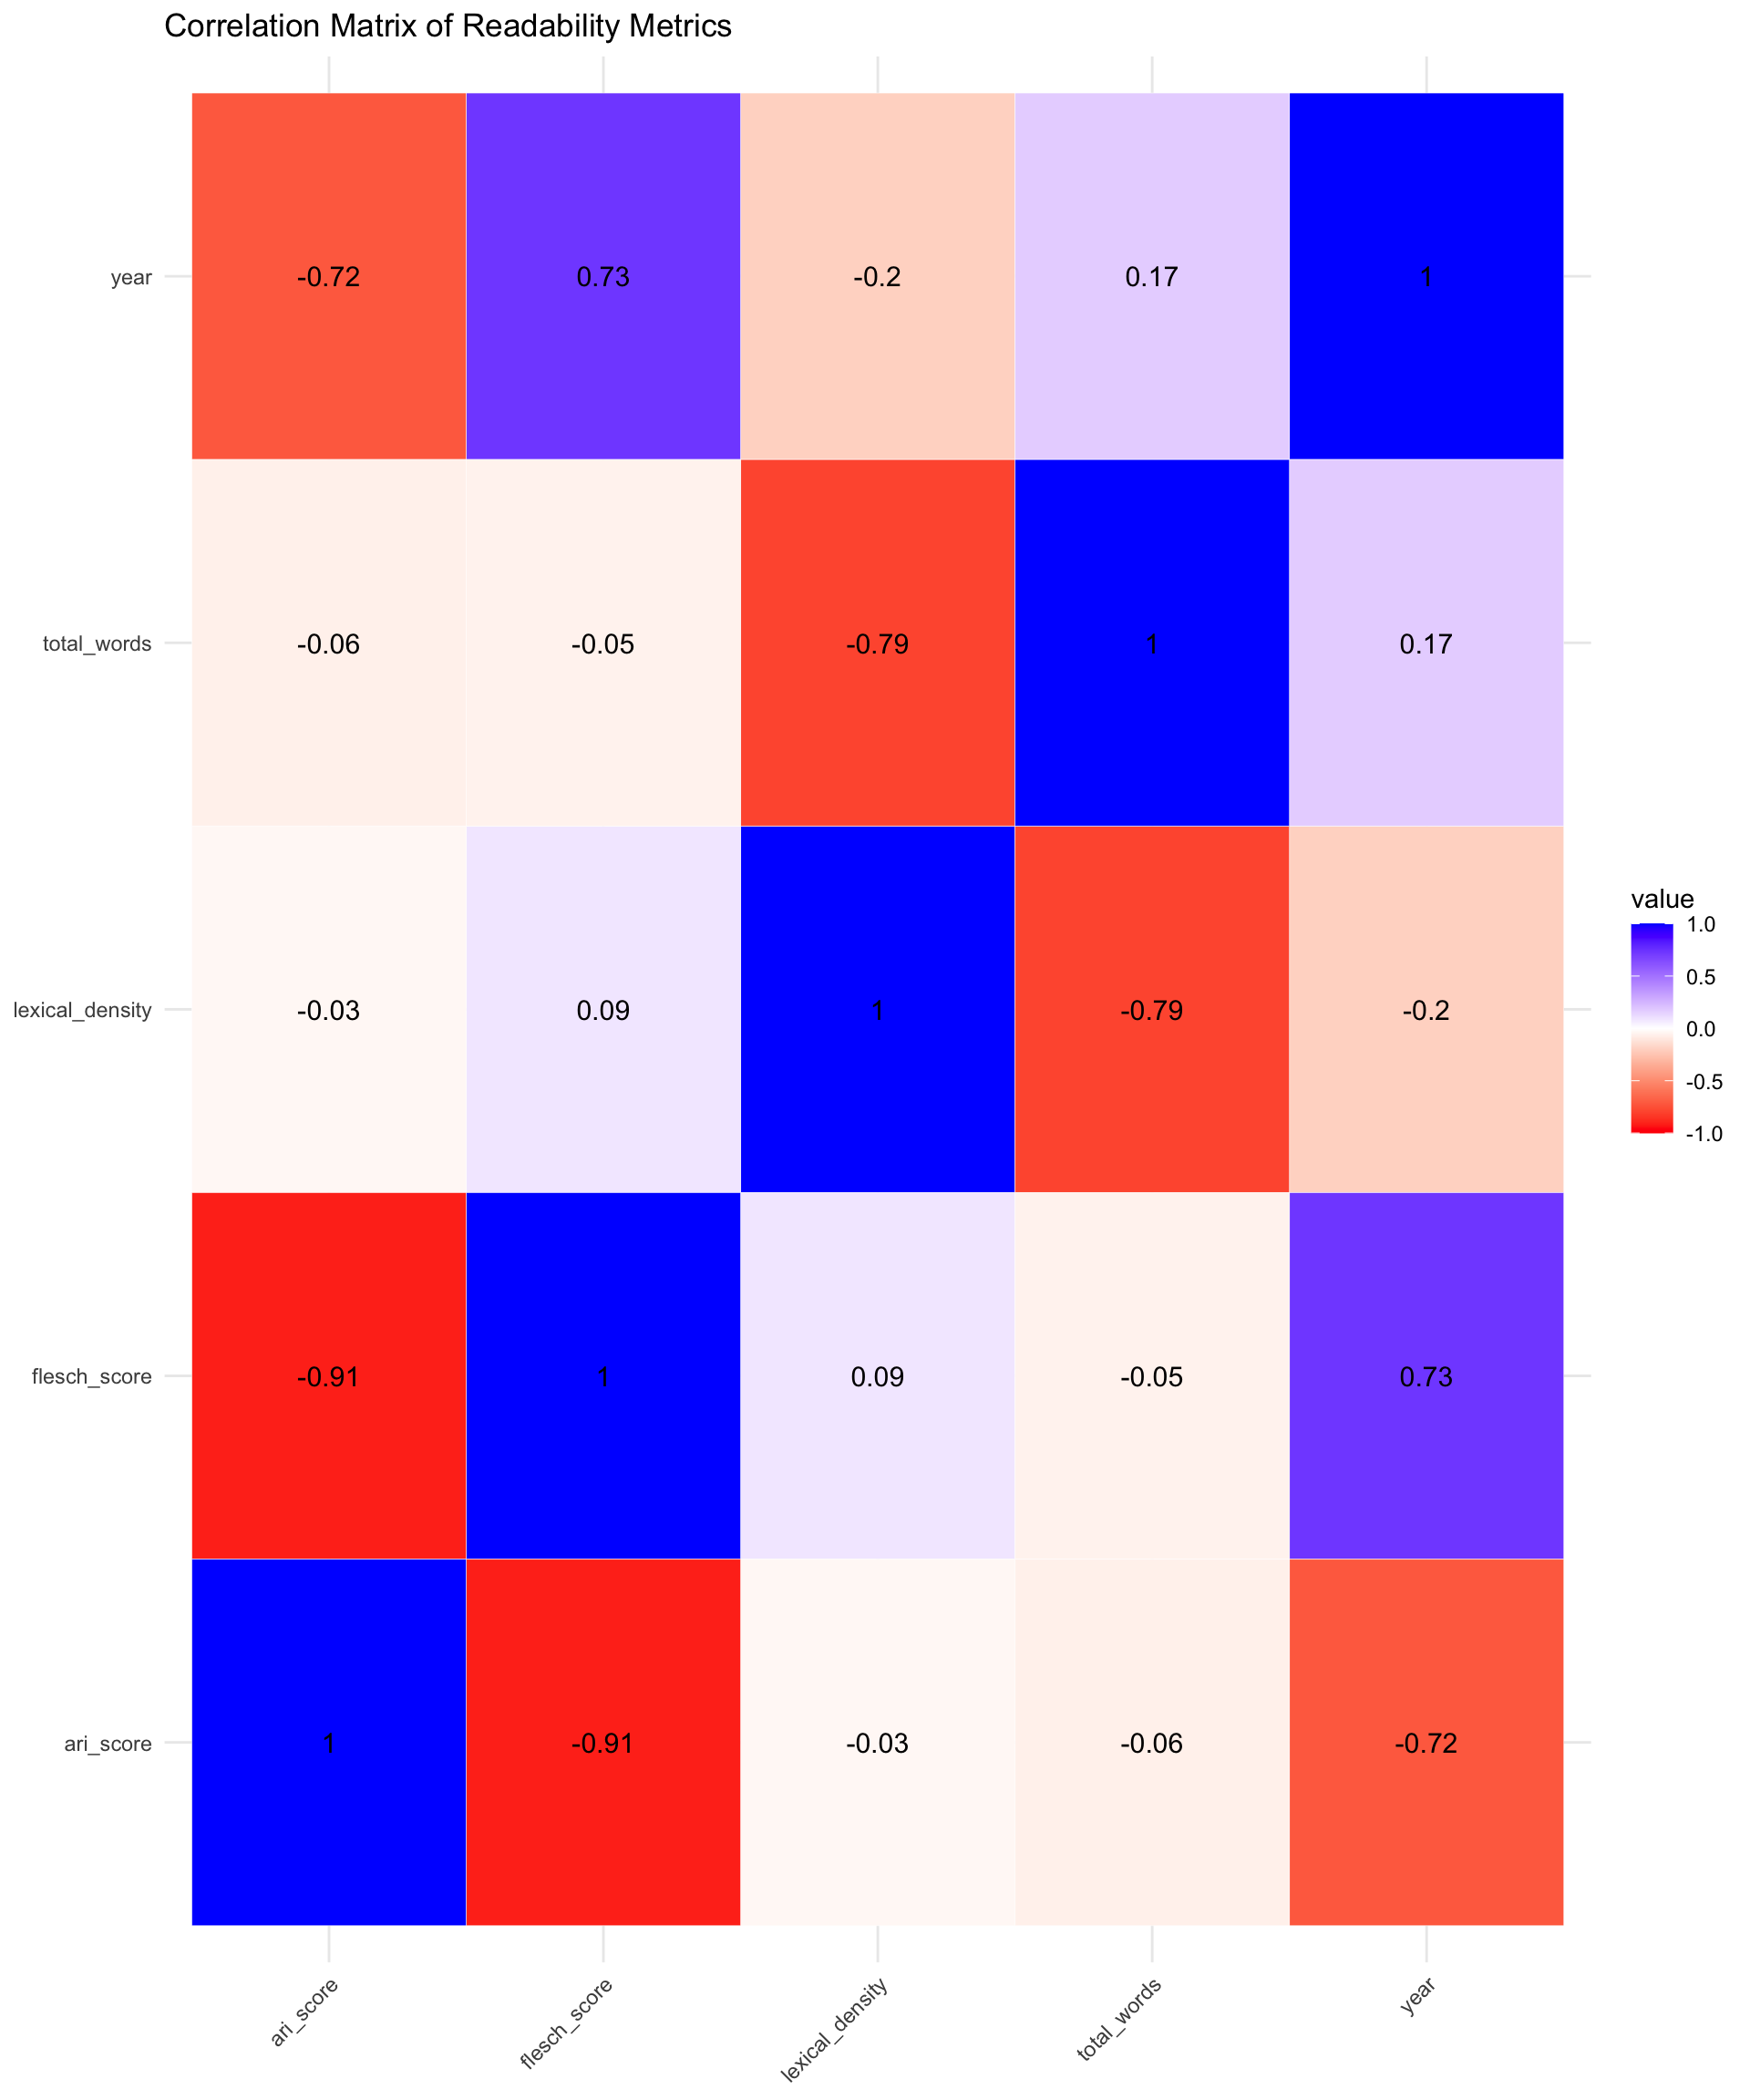 Correlation Matrix of Readability Metrics
year -0.72 0.73 -0.2 0.17 1
total_words -0.06 -0.05 -0.79 1 0.17
lexical_density -0.03 0.09 1 -0.79 -0.2
flesch_score -0.91 1 0.09 -0.05 0.73
ari_score 1 -0.91 -0.03 -0.06 -0.72
ari_score flesch_score lexical_density total_words year
value
1.0
0.5
0.0
-0.5
-1.0